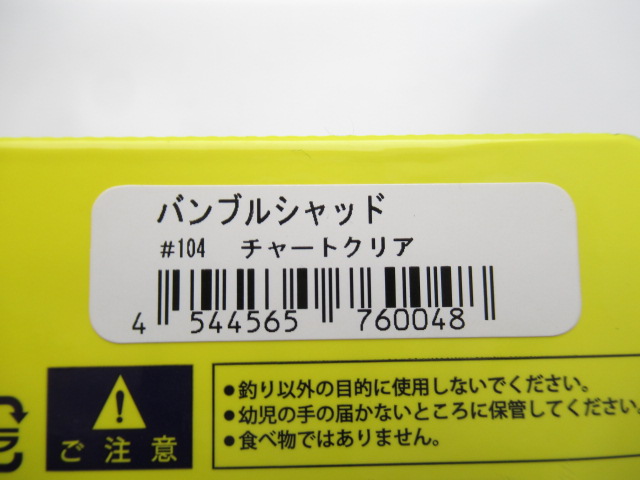 バンブルシャッド
#104 チャートクリア
4 544565 760048
ご注意
●釣り以外の目的に使用しないでください。
●幼児の手の届かないところに保管してください。
●食べ物ではありません。